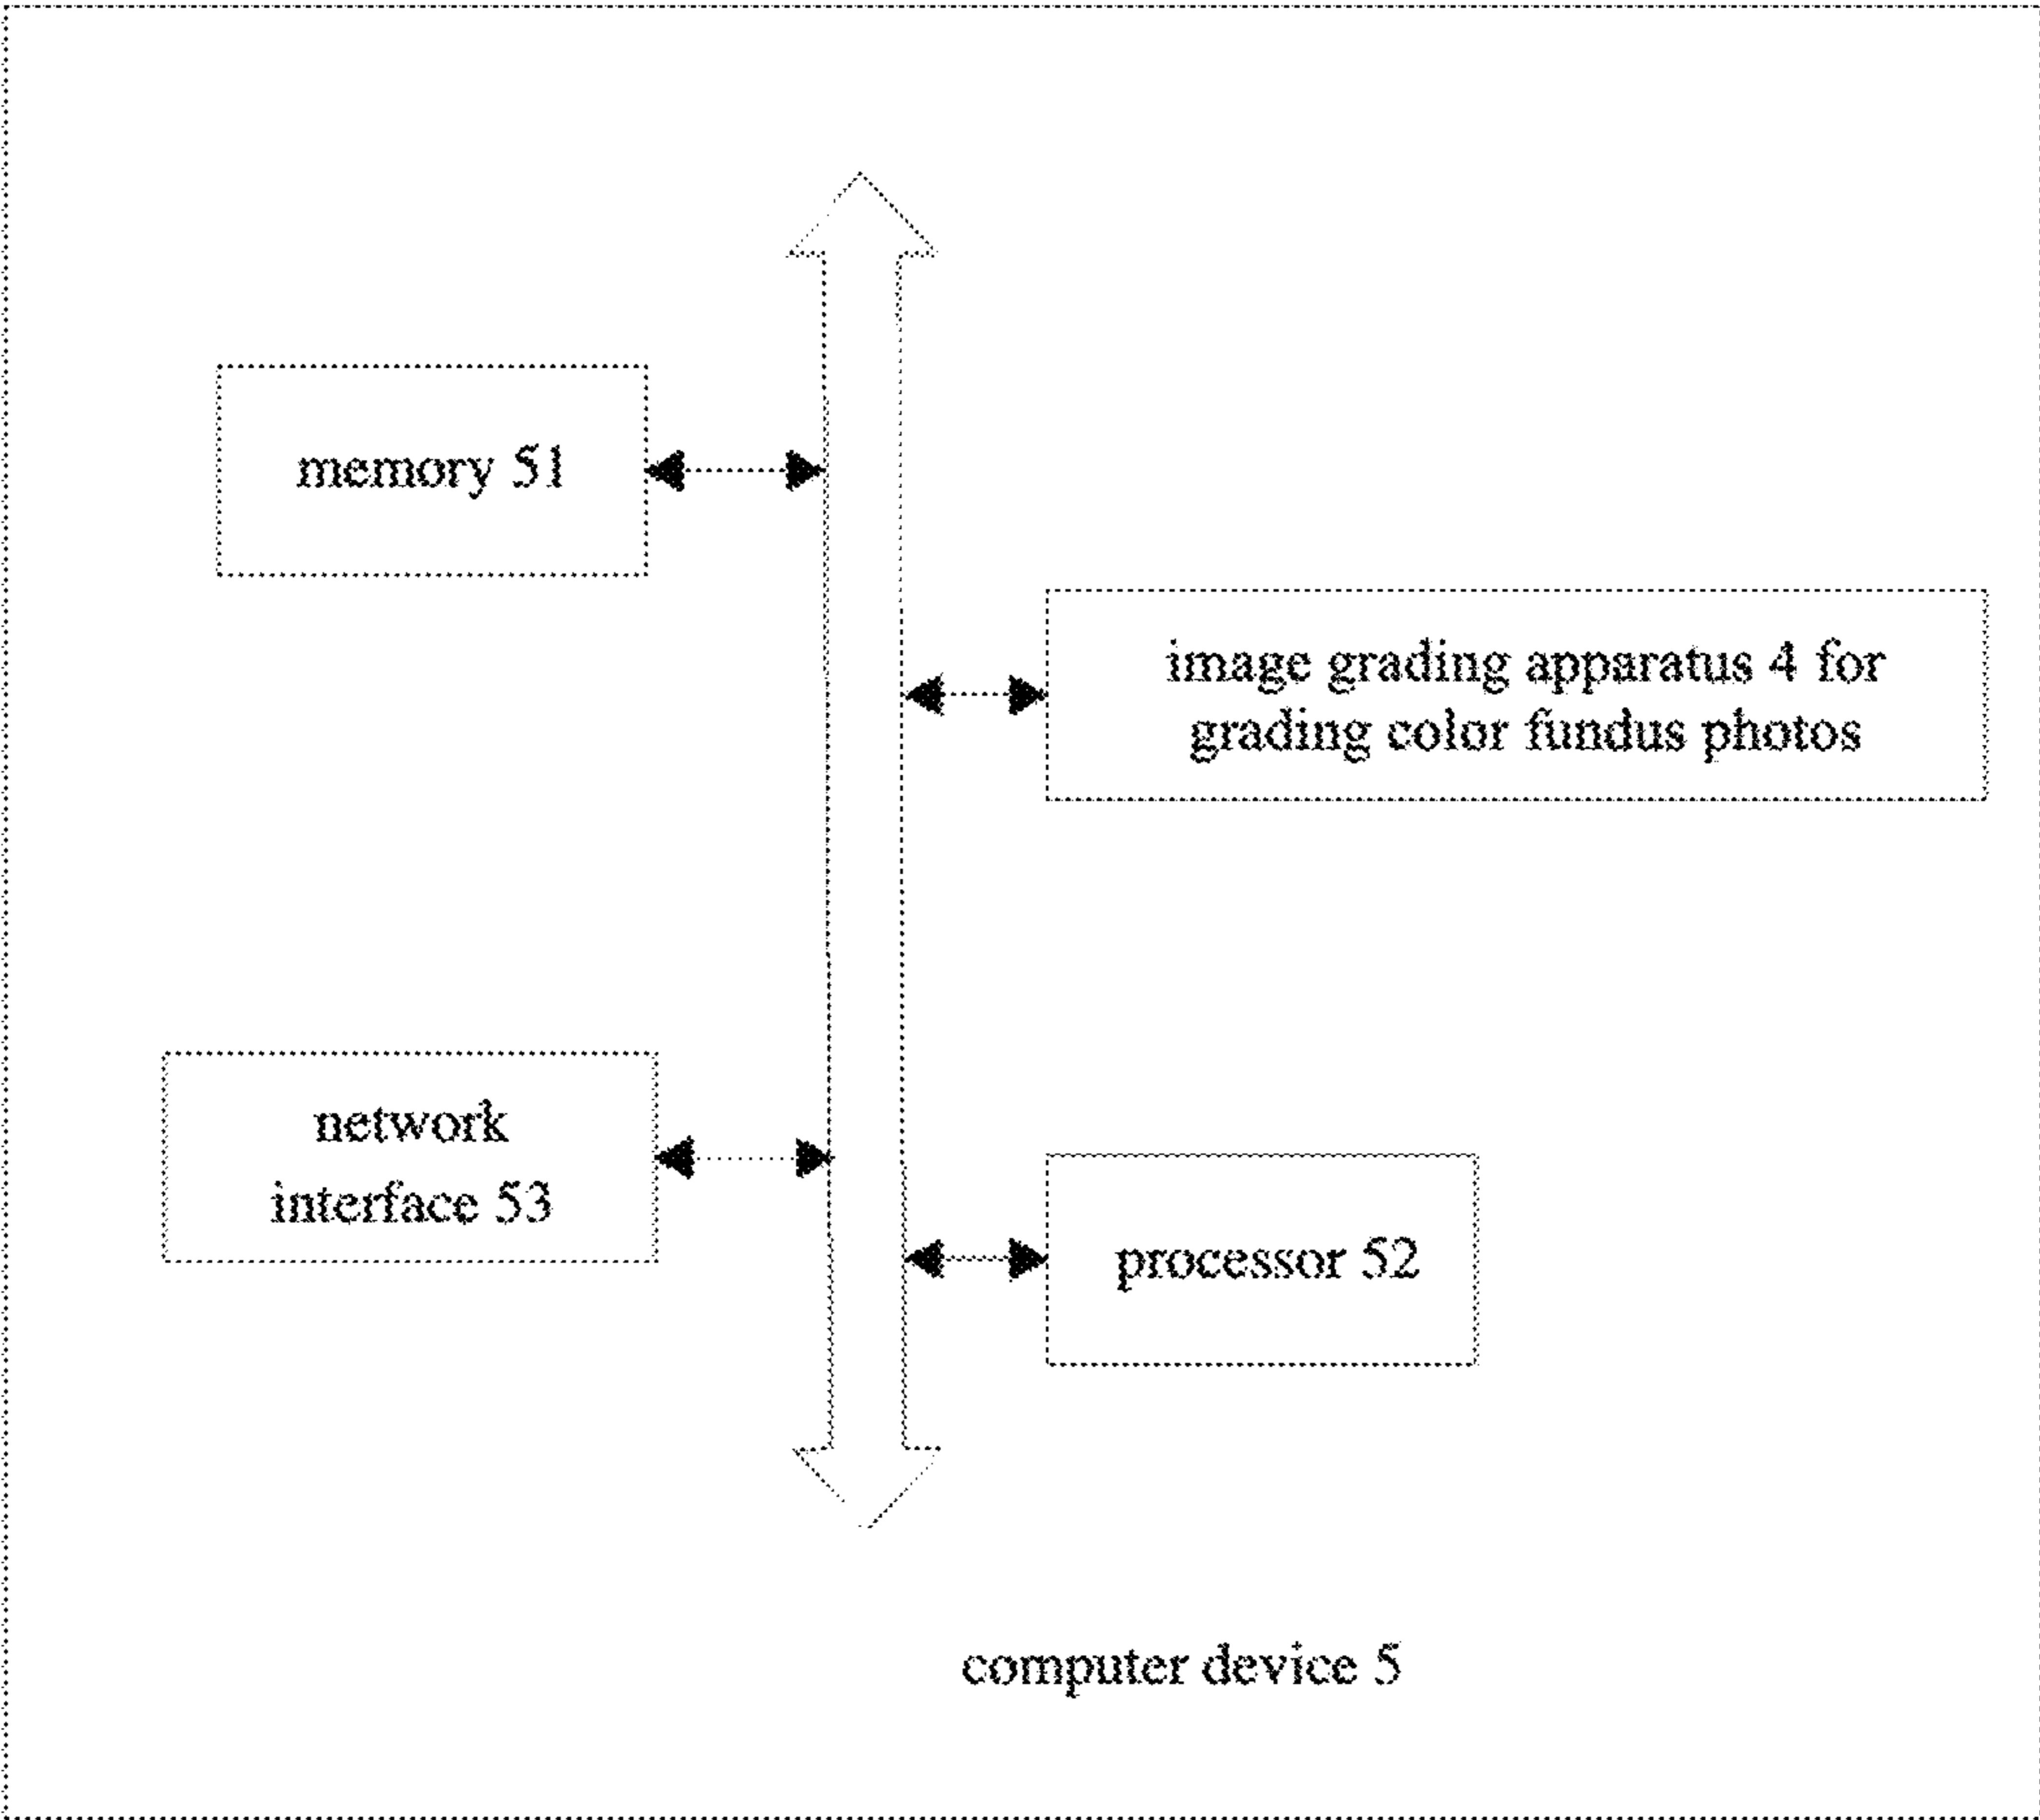 memory 51
image grading apparatus 4 for
grading color fundus photos
network
interface 53
processor 52
computer device 5